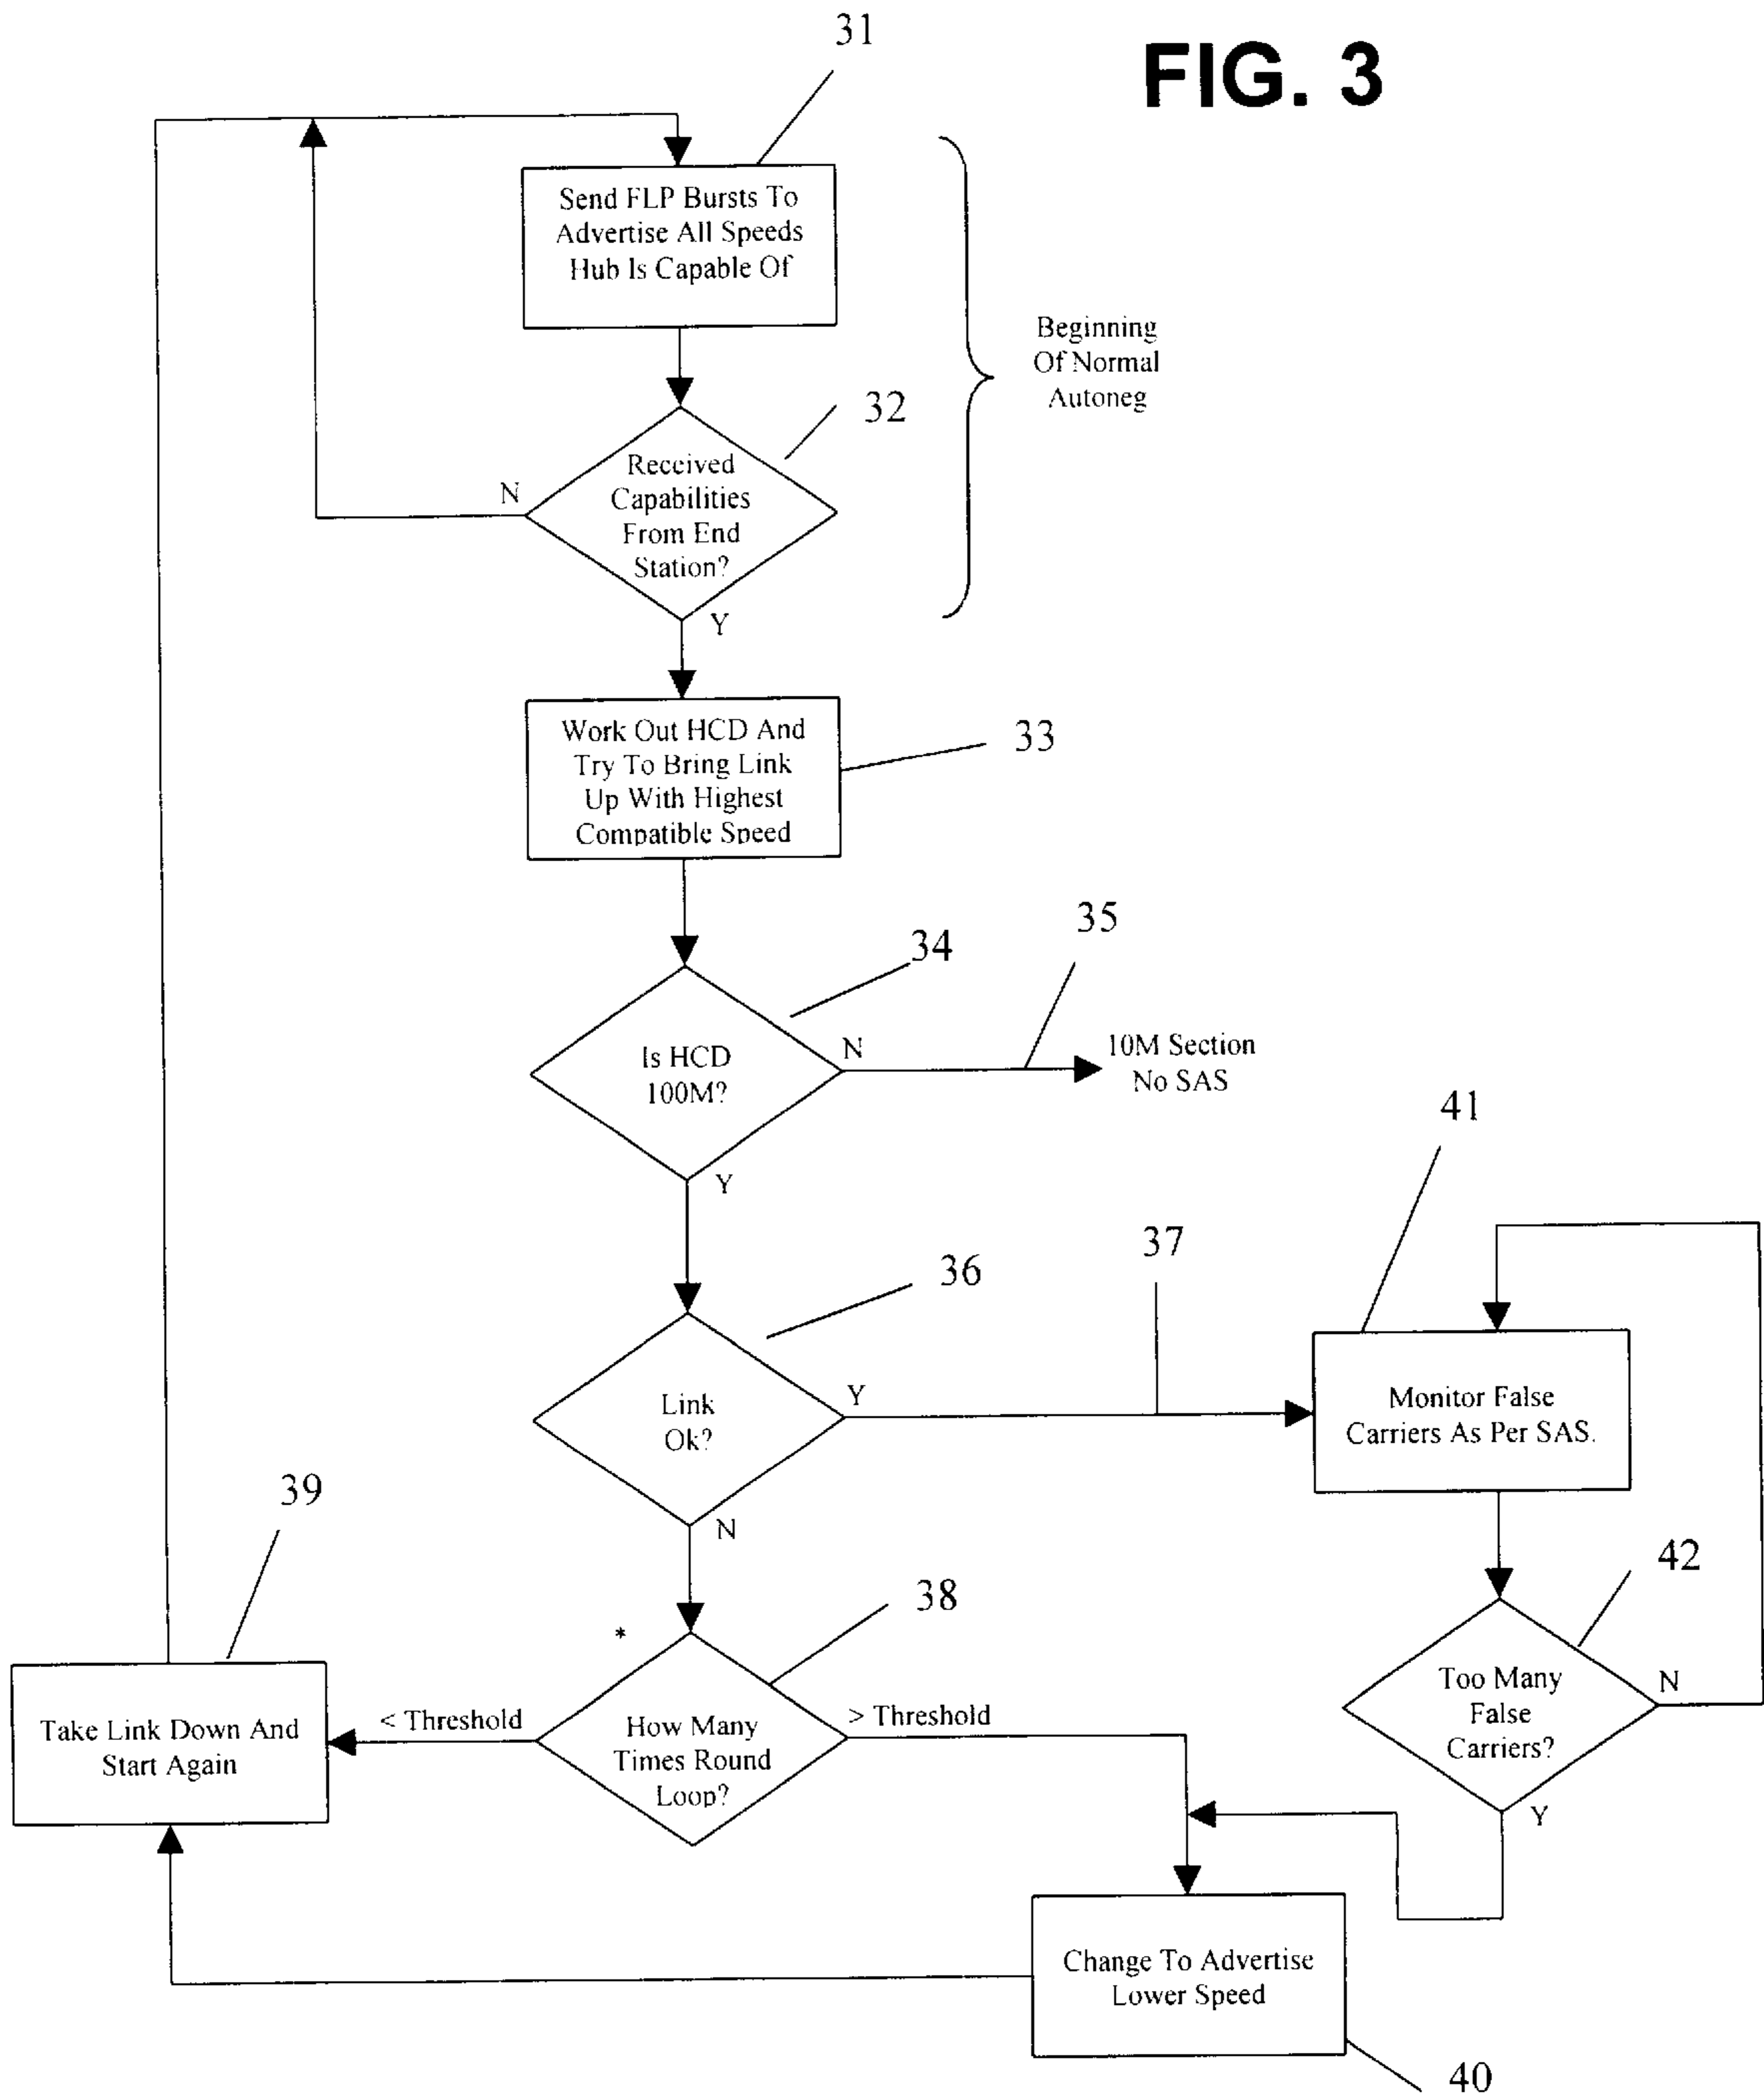 31
FIG. 3
Send FLP Bursts To
Advertise All Speeds
Hub Is Capable Of
Beginning
Of Normal
Autoneg
32
N
Received
Capabilities
From End
Station?
Y
Work Out HCD And
Try To Bring Link
Up With Highest
Compatible Speed
33
34
35
Is HCD
100M?
N
10M Section
No SAS
Y
41
36
37
Link
Ok?
Y
Monitor False
Carriers As Per SAS.
N
39
38
42
*
Take Link Down And
Start Again
< Threshold
How Many
Times Round
Loop?
> Threshold
Too Many
False
Carriers?
N
Y
Change To Advertise
Lower Speed
40